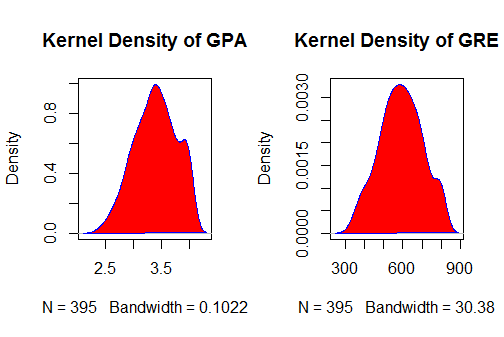 Kernel Density of GPA
Density
0.0
0.4
0.8
2.5
3.5
N = 395 Bandwidth = 0.1022
Kernel Density of GRE
Density
0.0000
0.0015
0.0030
300
600
900
N = 395 Bandwidth = 30.38